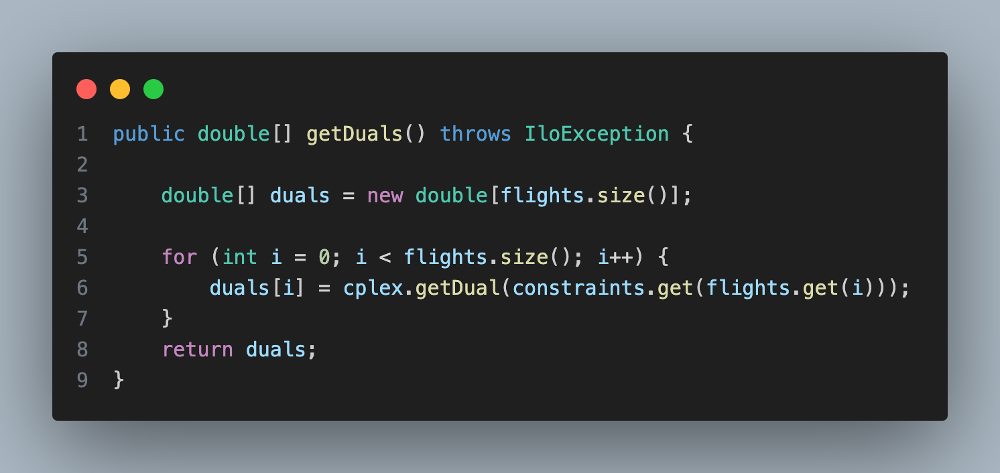 1 public double[] getDuals() throws IloException {
2
3     double[] duals = new double[flights.size()];
4
5     for (int i = 0; i < flights.size(); i++) {
6         duals[i] = cplex.getDual(constraints.get(flights.get(i)));
7     }
8     return duals;
9 }